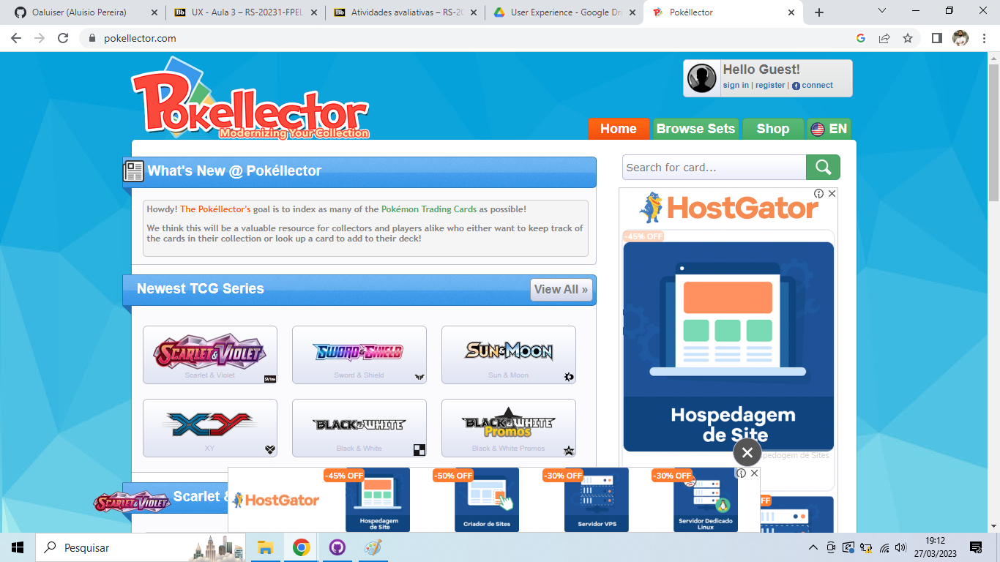 Oaluiser (Aluisio Pereira)
UX - Aula 3 – RS-20231-FPEL
Atividades avaliativas – RS-20
User Experience - Google Dri
Pokéllector
pokellector.com
Pokellector
Modernizing Your Collection
Hello Guest!
sign in | register | connect
Home
Browse Sets
Shop
EN
What's New @ Pokéllector
Howdy! The Pokéllector's goal is to index as many of the Pokémon Trading Cards as possible!
We think this will be a valuable resource for collectors and players alike who either want to keep track of
the cards in their collection or look up a card to add to their deck!
Newest TCG Series
View All »
Scarlet & Violet
Scarlet & Violet
Sword & Shield
Sword & Shield
Sun & Moon
Sun & Moon
XY
XY
Black & White
Black & White
Black & White
Promos
Black & White Promos
Scarlet & Violet
Scarlet &
Search for card...
HostGator
-45% OFF
Hospedagem
de Site
pedagem de Sites
FF
HostGator
-45% OFF
Hospedagem
de Site
-50% OFF
Criador de Sites
-30% OFF
Servidor VPS
-30% OFF
Servidor Dedicado
Linux
Pesquisar
19:12
27/03/2023